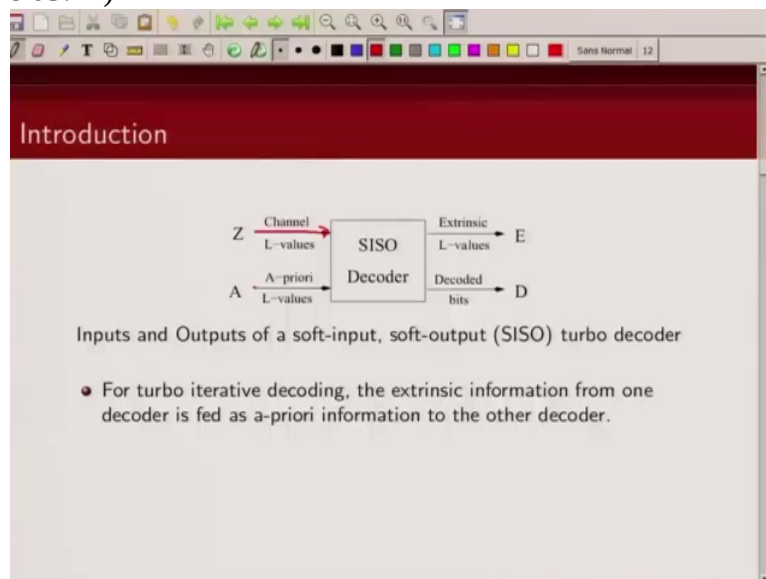 T
Sans Normal 12
Introduction
Z Channel L-values SISO Decoder Extrinsic L-values E
A A-priori L-values Decoded bits D
Inputs and Outputs of a soft-input, soft-output (SISO) turbo decoder
For turbo iterative decoding, the extrinsic information from one
decoder is fed as a-priori information to the other decoder.